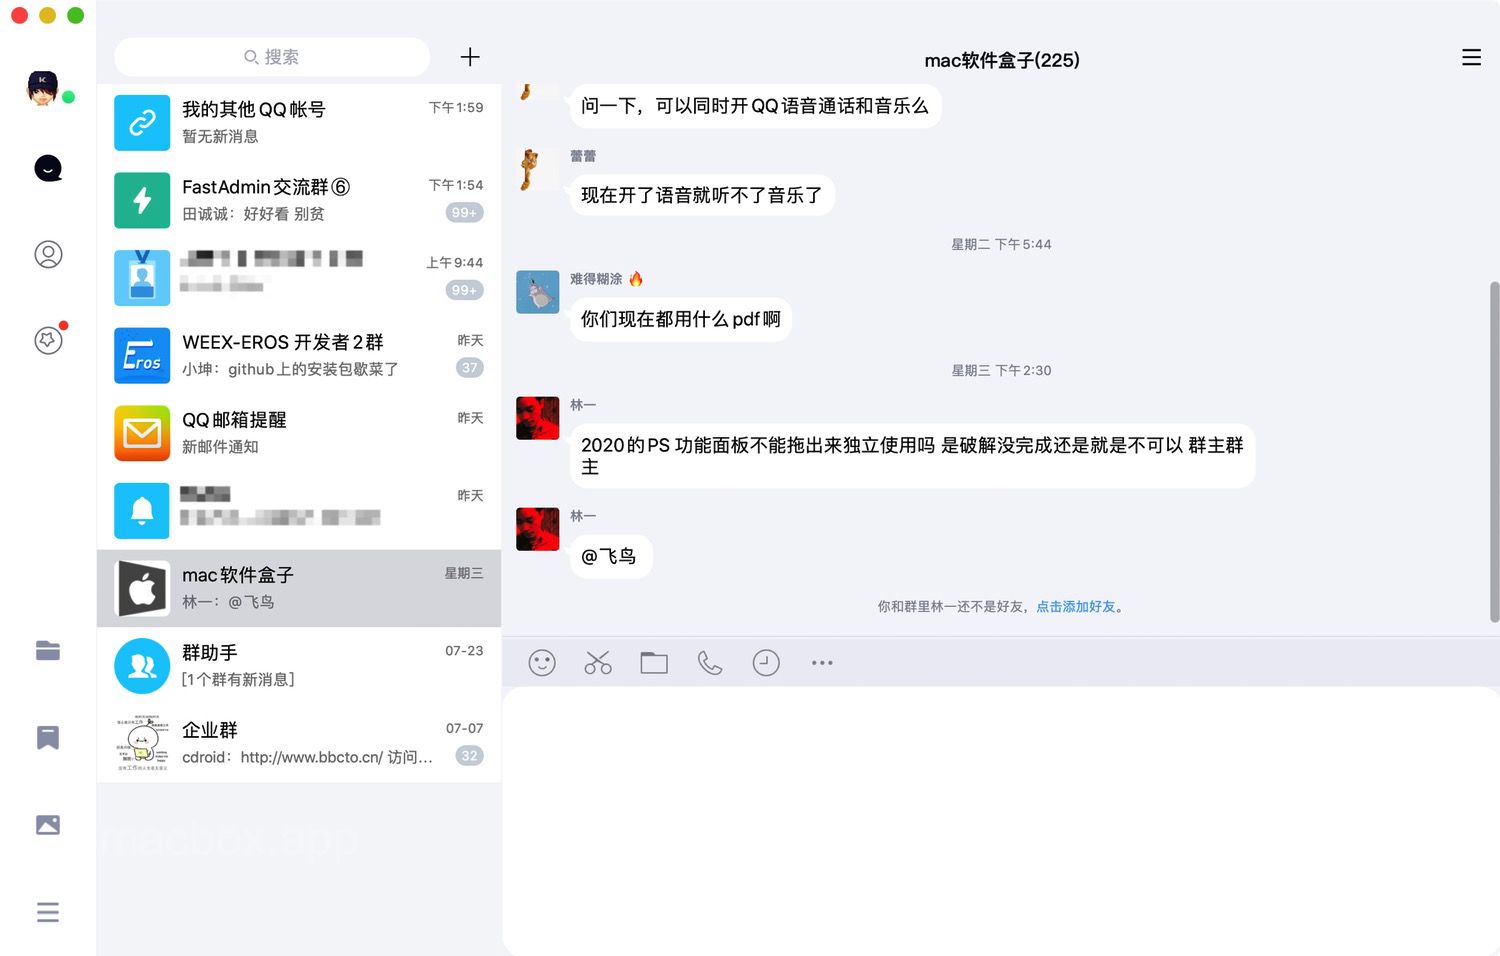 搜索
我的其他QQ帐号
下午1:59
暂无新消息
FastAdmin交流群⑥
下午1:54
田诚诚：好好看 别贫
99+
上午9:44
99+
Eros
WEEX-EROS 开发者2群
昨天
小坤：github上的安装包歇菜了
37
QQ邮箱提醒
昨天
新邮件通知
昨天
mac软件盒子
星期三
林一：@飞鸟
群助手
07-23
[1个群有新消息]
企业群
07-07
cdroid：http://www.bbcto.cn/ 访问...
32
macbox.app
mac软件盒子(225)
问一下，可以同时开QQ语音通话和音乐么
蕾蕾
现在开了语音就听不了音乐了
星期二 下午5:44
难得糊涂
你们现在都用什么pdf啊
星期三 下午2:30
林一
2020的PS 功能面板不能拖出来独立使用吗 是破解没完成还是就是不可以 群主群
主
林一
@飞鸟
你和群里林一还不是好友，点击添加好友。